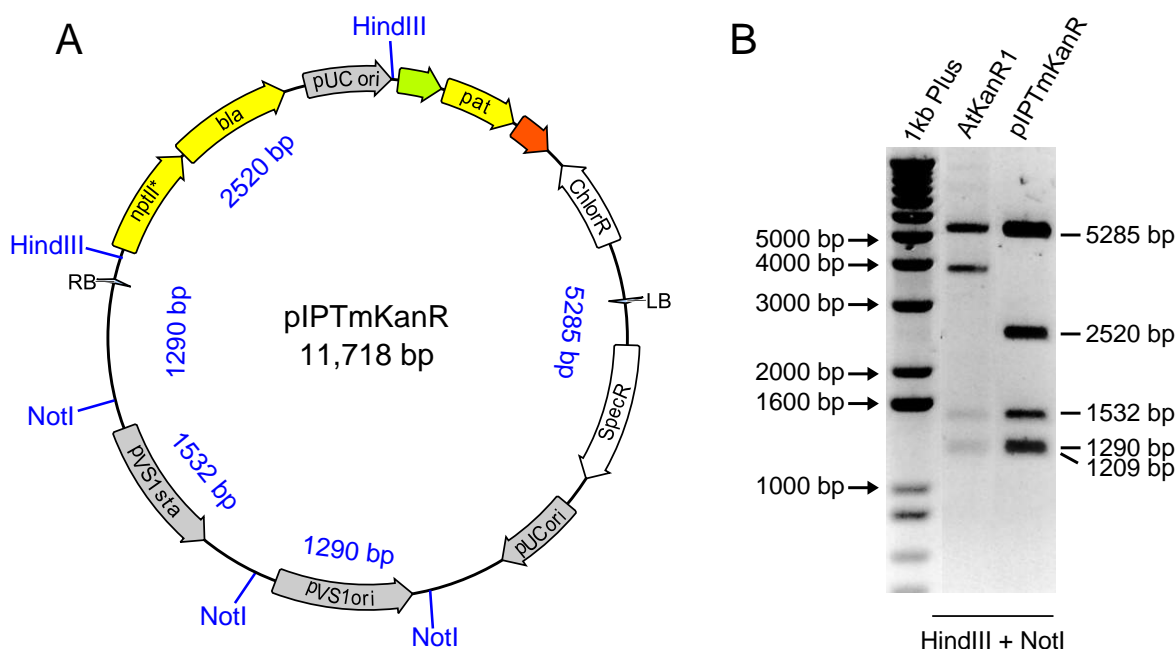 A
HindIII
pUC ori
pat
bla
2520 bp
nptII*
ChlorR
HindIII
RB
LB
pIPTmKanR
11,718 bp
1290 bp
5285 bp
NotI
SpecR
pVS1sta
1532 bp
pUCori
1290 bp
pVS1ori
NotI
NotI
B
1kb Plus
AtKanR1
pIPTmKanR
5000 bp
4000 bp
3000 bp
2000 bp
1600 bp
1000 bp
5285 bp
2520 bp
1532 bp
1290 bp
1209 bp
HindIII + NotI